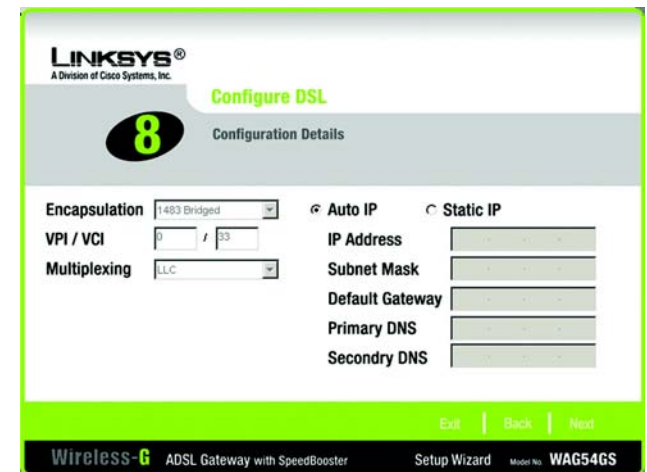 LINKSYS®
A Division of Cisco Systems, Inc.
Configure DSL
8
Configuration Details
Encapsulation 1483 Bridged
VPI / VCI 0 / 33
Multiplexing LLC
Auto IP Static IP
IP Address
Subnet Mask
Default Gateway
Primary DNS
Secondry DNS
Exit | Back | Next
Wireless-G ADSL Gateway with SpeedBooster Setup Wizard Model No. WAG54GS